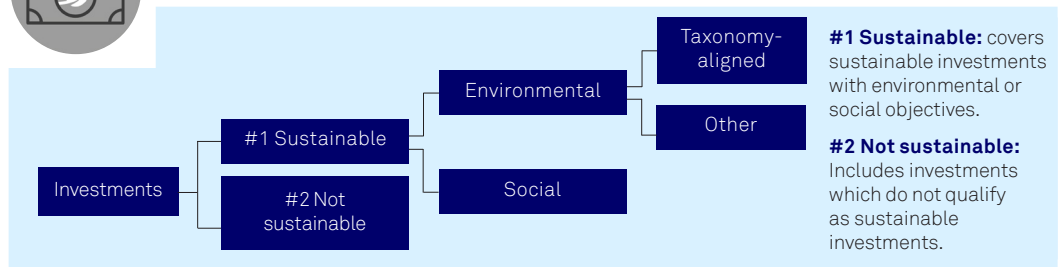 Investments
#1 Sustainable
#2 Not
sustainable
Environmental
Social
Taxonomy-
aligned
Other
#1 Sustainable: covers
sustainable investments
with environmental or
social objectives.
#2 Not sustainable:
Includes investments
which do not qualify
as sustainable
investments.